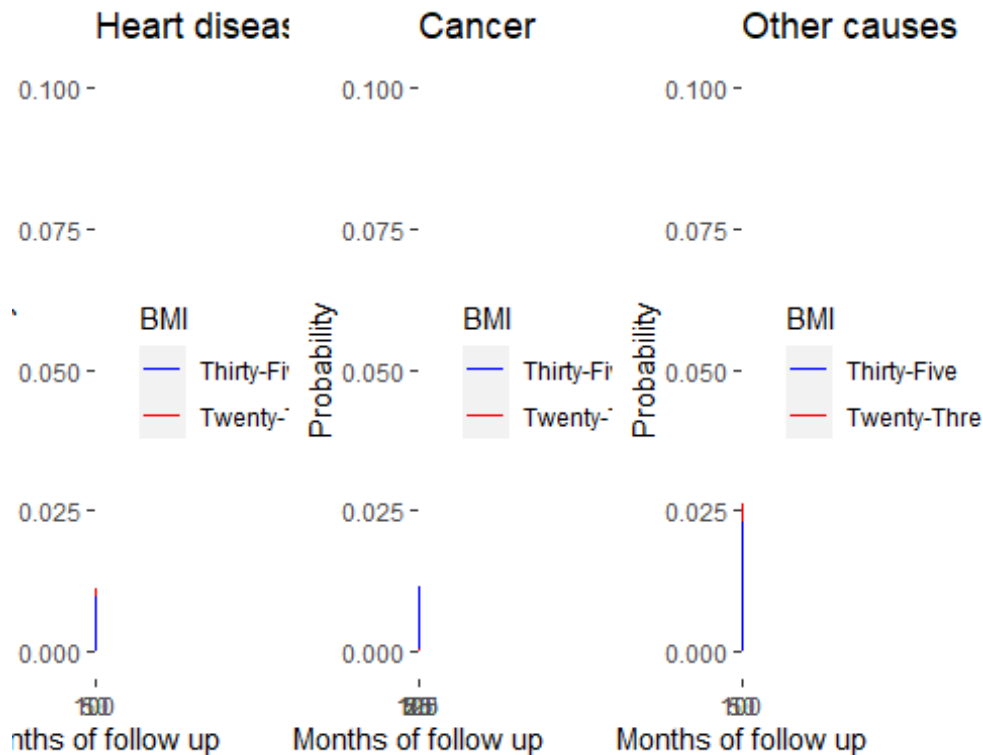 Heart diseas
Cancer
Other causes
0.100
0.075
0.050
0.025
0.000
BMI
Thirty-Fi
Twenty-
nths of follow up
Probability
0.100
0.075
0.050
0.025
0.000
BMI
Thirty-Fi
Twenty-
Months of follow up
Probability
0.100
0.075
0.050
0.025
0.000
BMI
Thirty-Five
Twenty-Thre
Months of follow up